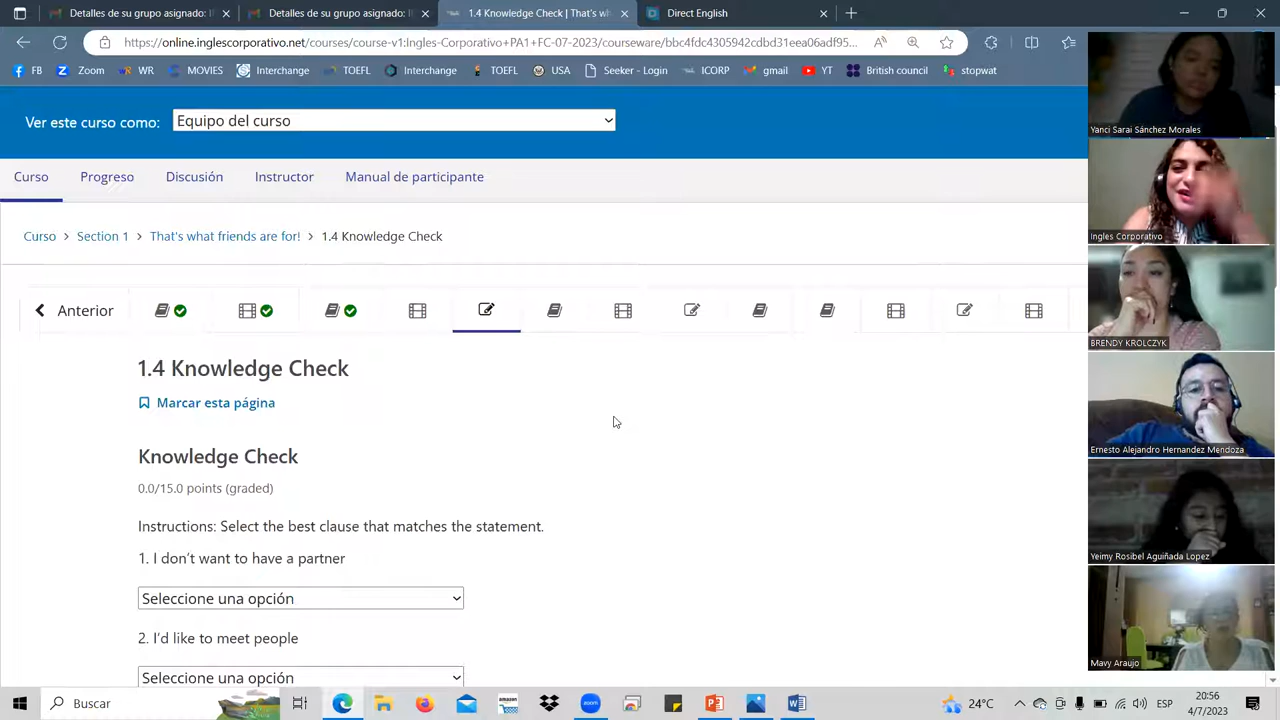 Detalles de su grupo asignado: IF
Detalles de su grupo asignado: IF
1.4 Knowledge Check | That's wh
Direct English
https://online.inglescorporativo.net/courses/course-v1:Ingles-Corporativo+PA1+FC-07-2023/courseware/bbc4fdc4305942cdbd31eea06adf95...
FB
Zoom
WR
MOVIES
Interchange
TOEFL
Interchange
TOEFL
USA
Seeker - Login
ICORP
gmail
YT
British council
stopwat
Ver este curso como:
Equipo del curso
Curso
Progreso
Discusión
Instructor
Manual de participante
Curso > Section 1 > That's what friends are for! > 1.4 Knowledge Check
Anterior
1.4 Knowledge Check
Marcar esta página
Knowledge Check
0.0/15.0 points (graded)
Instructions: Select the best clause that matches the statement.
1. I don't want to have a partner
Seleccione una opción
2. I'd like to meet people
Seleccione una opción
Yanci Sarai Sánchez Morales
Ingles Corporativo
BRENDY KROLCZYK
Ernesto Alejandro Hernandez Mendoza
Yeimy Rosibel Aguiñada Lopez
Mavy Araujo
Buscar
amazon
24°C
ESP
20:56
4/7/2023